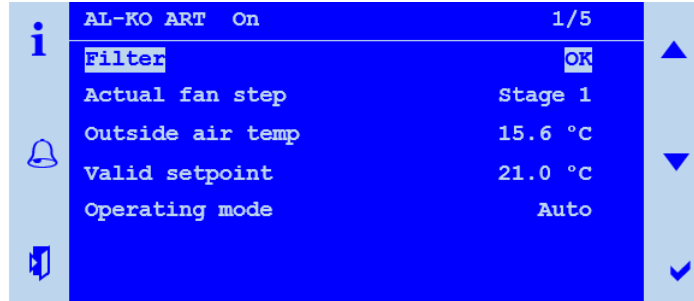 AL-KO ART On 1/5
Filter OK
Actual fan step Stage 1
Outside air temp 15.6 °C
Valid setpoint 21.0 °C
Operating mode Auto